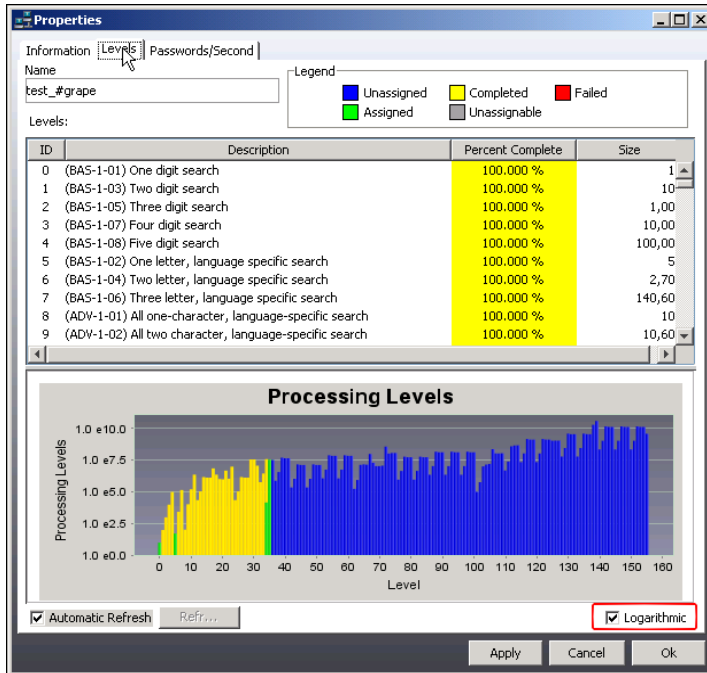 Properties
Information Levels Passwords/Second
Name
test_#grape
Legend
Unassigned Completed Failed
Assigned Unassignable
Levels:
ID Description Percent Complete Size
0 (BAS-1-01) One digit search 100.000 % 1
1 (BAS-1-03) Two digit search 100.000 % 10
2 (BAS-1-05) Three digit search 100.000 % 1,00
3 (BAS-1-07) Four digit search 100.000 % 10,00
4 (BAS-1-08) Five digit search 100.000 % 100,00
5 (BAS-1-02) One letter, language specific search 100.000 % 5
6 (BAS-1-04) Two letter, language specific search 100.000 % 2,70
7 (BAS-1-06) Three letter, language specific search 100.000 % 140,60
8 (ADV-1-01) All one-character, language-specific search 100.000 % 10
9 (ADV-1-02) All two-character, language-specific search 100.000 % 10,60
Processing Levels
Processing Levels
1.0 e10.0
1.0 e7.5
1.0 e5.0
1.0 e2.5
1.0 e0.0
0 10 20 30 40 50 60 70 80 90 100 110 120 130 140 150 160
Level
Automatic Refresh Refr... Logarithmic
Apply Cancel Ok